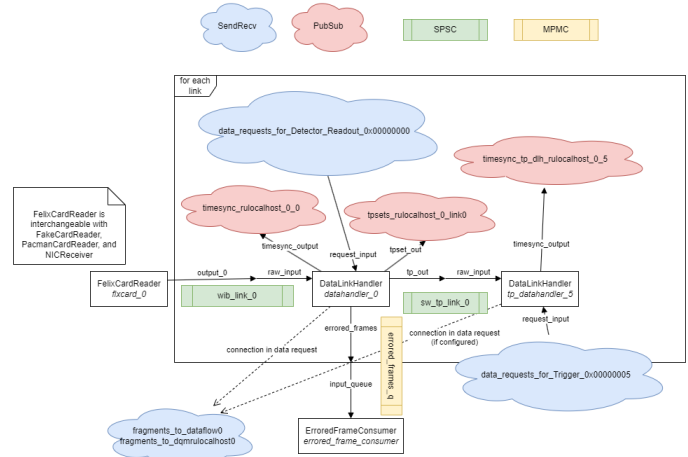 SendRecv
PubSub
SPSC
MPMC
for each
link
data_requests_for_Detector_Readout_0x00000000
timesync_tp_dlh_rulocalhost_0_5
timesync_rulocalhost_0_0
tpsets_rulocalhost_0_link0
FelixCardReader is
interchangeable with
FakeCardReader,
PacmanCardReader, and
NICReceiver
timesync_output
request_input
tpset_out
timesync_output
FelixCardReader
flxcard_0
output_0
raw_input
DataLinkHandler
datahandler_0
tp_out
raw_input
DataLinkHandler
tp_datahandler_5
wib_link_0
sw_tp_link_0
request_input
errored_frames
connection in data request
connection in data request
(if configured)
errored_frames_q
input_queue
data_requests_for_Trigger_0x00000005
fragments_to_dataflow0
fragments_to_dqmrulocalhost0
ErroredFrameConsumer
errored_frame_consumer